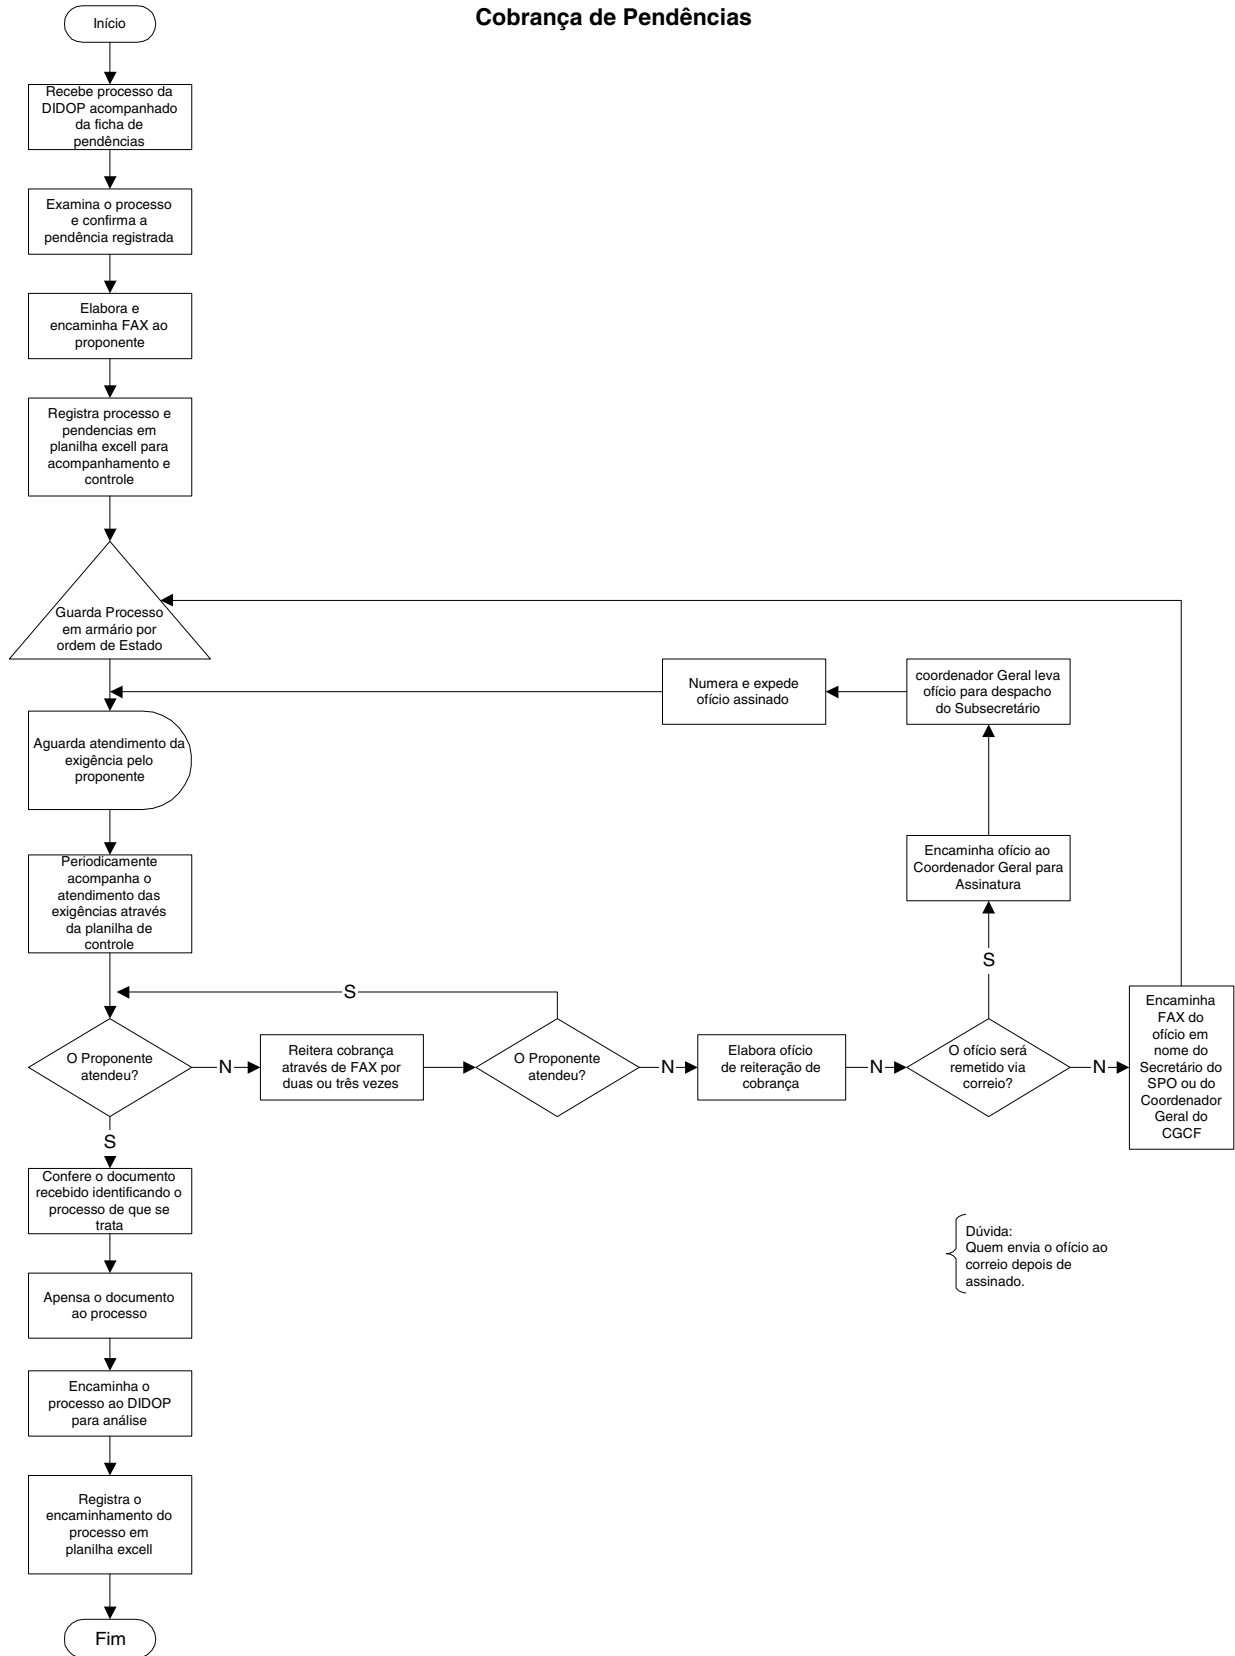 Cobrança de Pendências
Início
Recebe processo da
DIDOP acompanhado
da ficha de
pendências
Examina o processo
e confirma a
pendência registrada
Elabora e
encaminha FAX ao
proponente
Registra processo e
pendencias em
planilha excell para
acompanhamento e
controle
Guarda Processo
em armário por
ordem de Estado
Numera e expede
ofício assinado
coordenador Geral leva
ofício para despacho
do Subsecretário
Aguarda atendimento da
exigência pelo
proponente
Encaminha ofício ao
Coordenador Geral para
Assinatura
Periodicamente
acompanha o
atendimento das
exigências através
da planilha de
controle
S
S
O Proponente
atendeu?
N
Reitera cobrança
através de FAX por
duas ou três vezes
O Proponente
atendeu?
N
Elabora ofício
de reiteração de
cobrança
N
O ofício será
remetido via
correio?
N
Encaminha
FAX do
ofício em
nome do
Secretário do
SPO ou do
Coordenador
Geral do
CGCF
S
Confere o documento
recebido identificando o
processo de que se
trata
Dúvida:
Quem envia o ofício ao
correio depois de
assinado.
Apensa o documento
ao processo
Encaminha o
processo ao DIDOP
para análise
Registra o
encaminhamento do
processo em
planilha excell
Fim